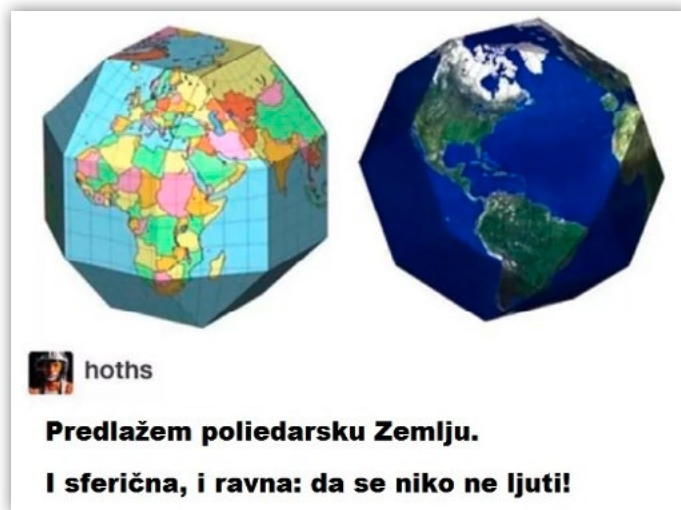 hoths
Predlažem poliedarsku Zemlju.
I sferična, i ravna: da se niko ne ljuti!